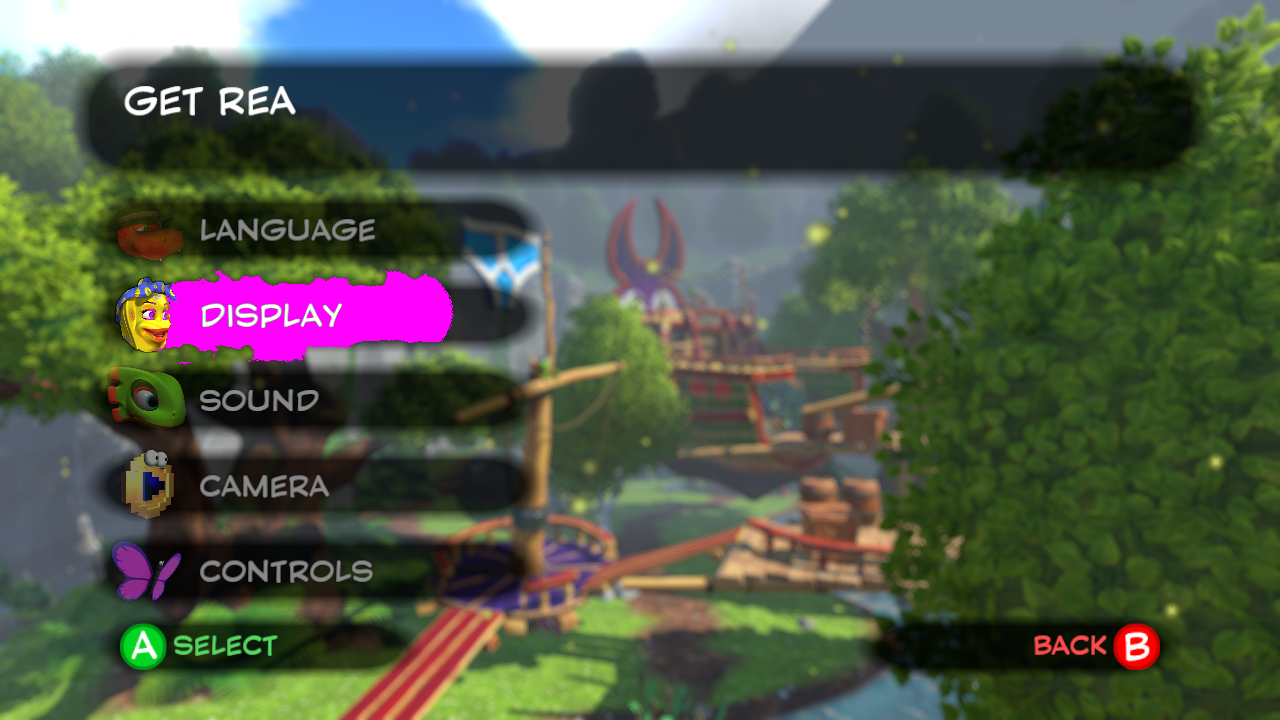 GET REA
LANGUAGE
DISPLAY
SOUND
CAMERA
CONTROLS
A SELECT
BACK B